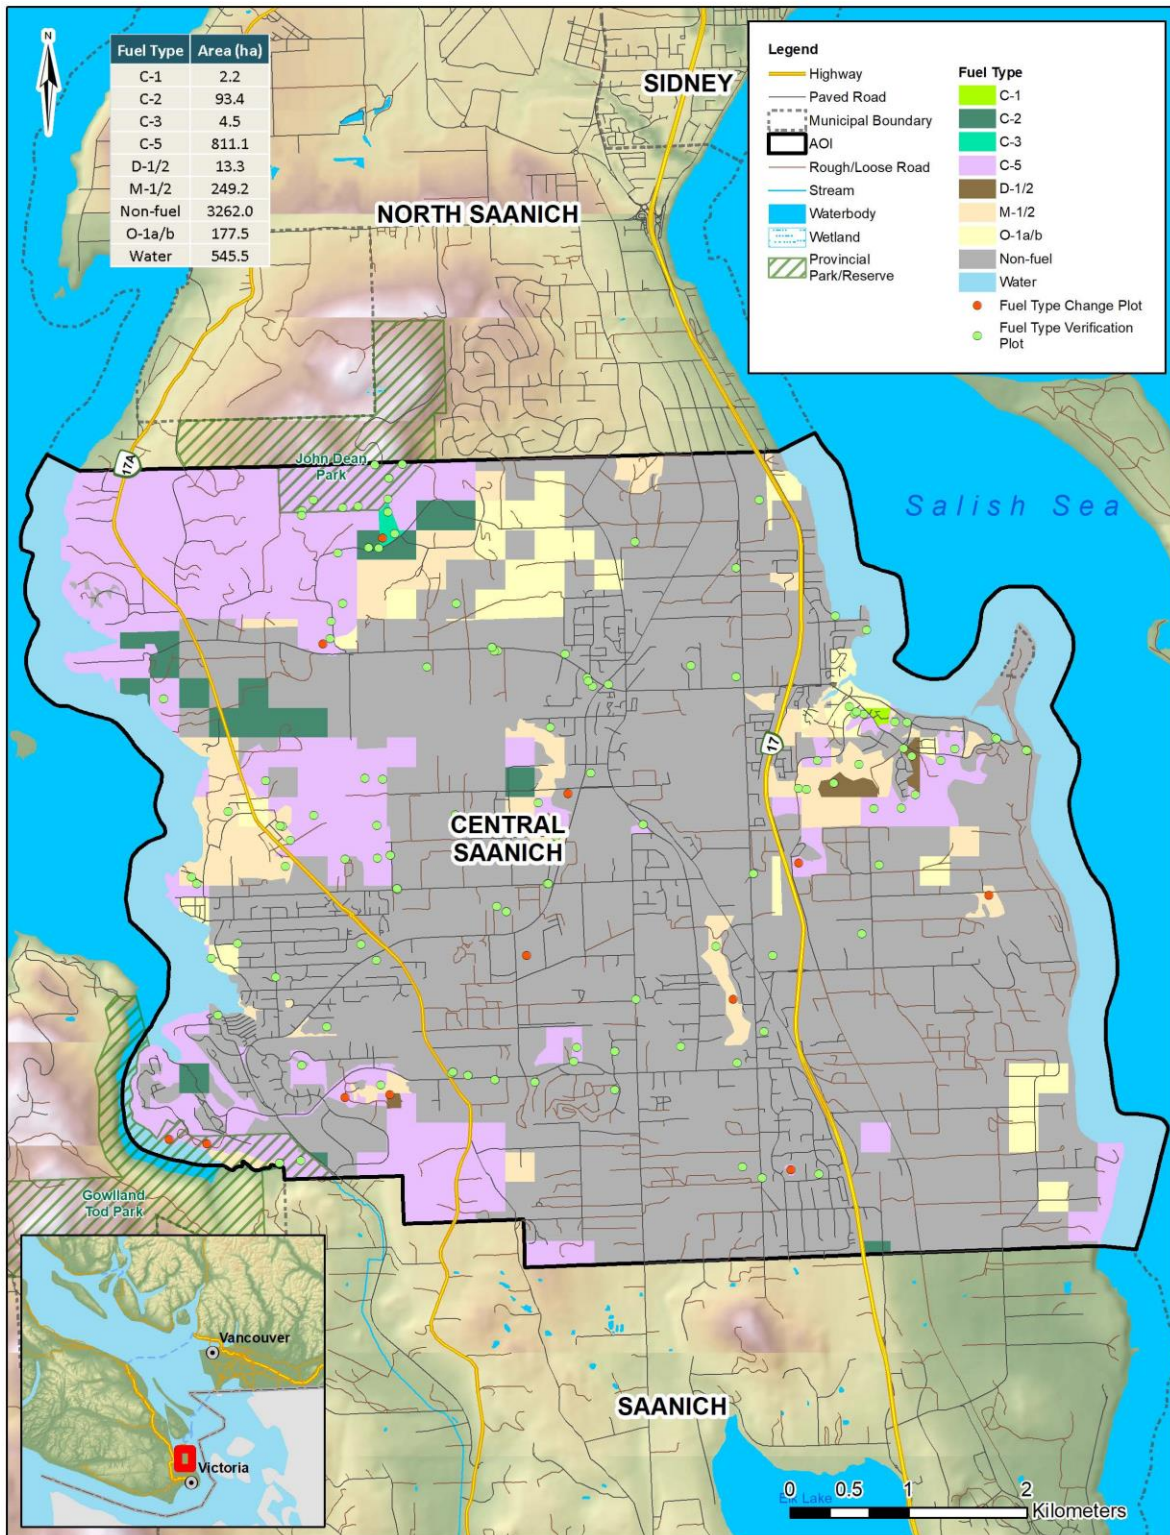 N
Fuel Type Area (ha)
C-1 2.2
C-2 93.4
C-3 4.5
C-5 811.1
D-1/2 13.3
M-1/2 249.2
Non-fuel 3262.0
O-1a/b 177.5
Water 545.5
Legend
Highway
Paved Road
Municipal Boundary
AOI
Rough/Loose Road
Stream
Waterbody
Wetland
Provincial
Park/Reserve
Fuel Type
C-1
C-2
C-3
C-5
D-1/2
M-1/2
O-1a/b
Non-fuel
Water
Fuel Type Change Plot
Fuel Type Verification
Plot
SIDNEY
NORTH SAANICH
17A
John Dean
Park
Salish Sea
17
CENTRAL
SAANICH
Gowlland
Tod Park
Vancouver
Victoria
SAANICH
Elk Lake
0 0.5 1 2
Kilometers